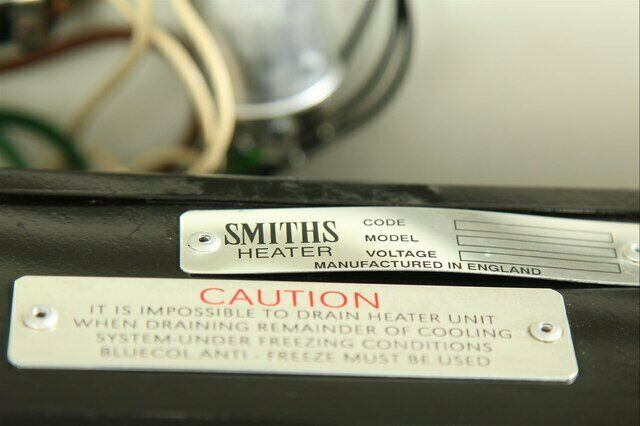 SMITHS
HEATER
CODE
MODEL
VOLTAGE
MANUFACTURED IN ENGLAND
CAUTION
IT IS IMPOSSIBLE TO DRAIN HEATER UNIT
WHEN DRAINING REMAINDER OF COOLING
SYSTEM-UNDER FREEZING CONDITIONS
BLUECOL ANTI - FREEZE MUST BE USED